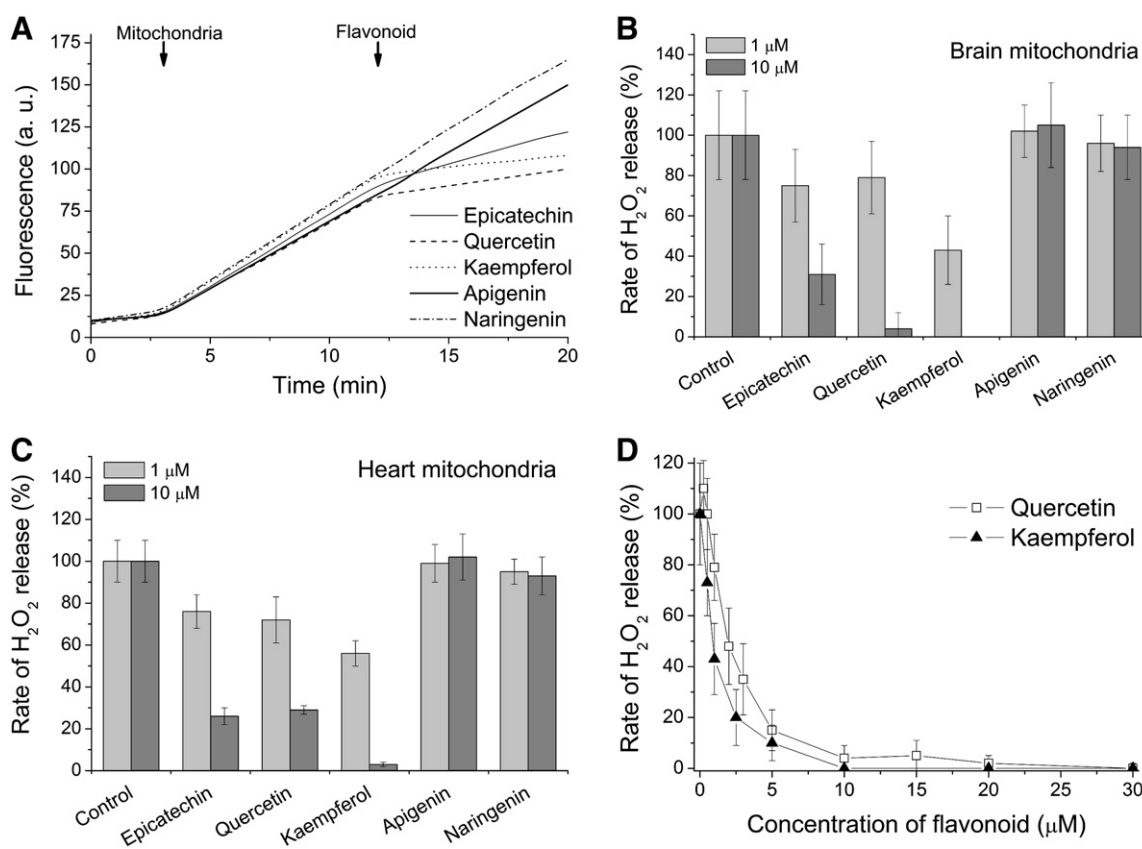 A
Mitochondria
Flavonoid
175
150
125
100
75
50
25
0
Fluorescence (a. u.)
Epicatechin
Quercetin
Kaempferol
Apigenin
Naringenin
0
5
10
15
20
Time (min)
B
1 μM
10 μM
Brain mitochondria
140
120
100
80
60
40
20
0
Rate of H₂O₂ release (%)
Control
Epicatechin
Quercetin
Kaempferol
Apigenin
Naringenin
C
1 μM
10 μM
Heart mitochondria
140
120
100
80
60
40
20
0
Rate of H₂O₂ release (%)
Control
Epicatechin
Quercetin
Kaempferol
Apigenin
Naringenin
D
Quercetin
Kaempferol
120
100
80
60
40
20
0
Rate of H₂O₂ release (%)
0
5
10
15
20
25
30
Concentration of flavonoid (μM)